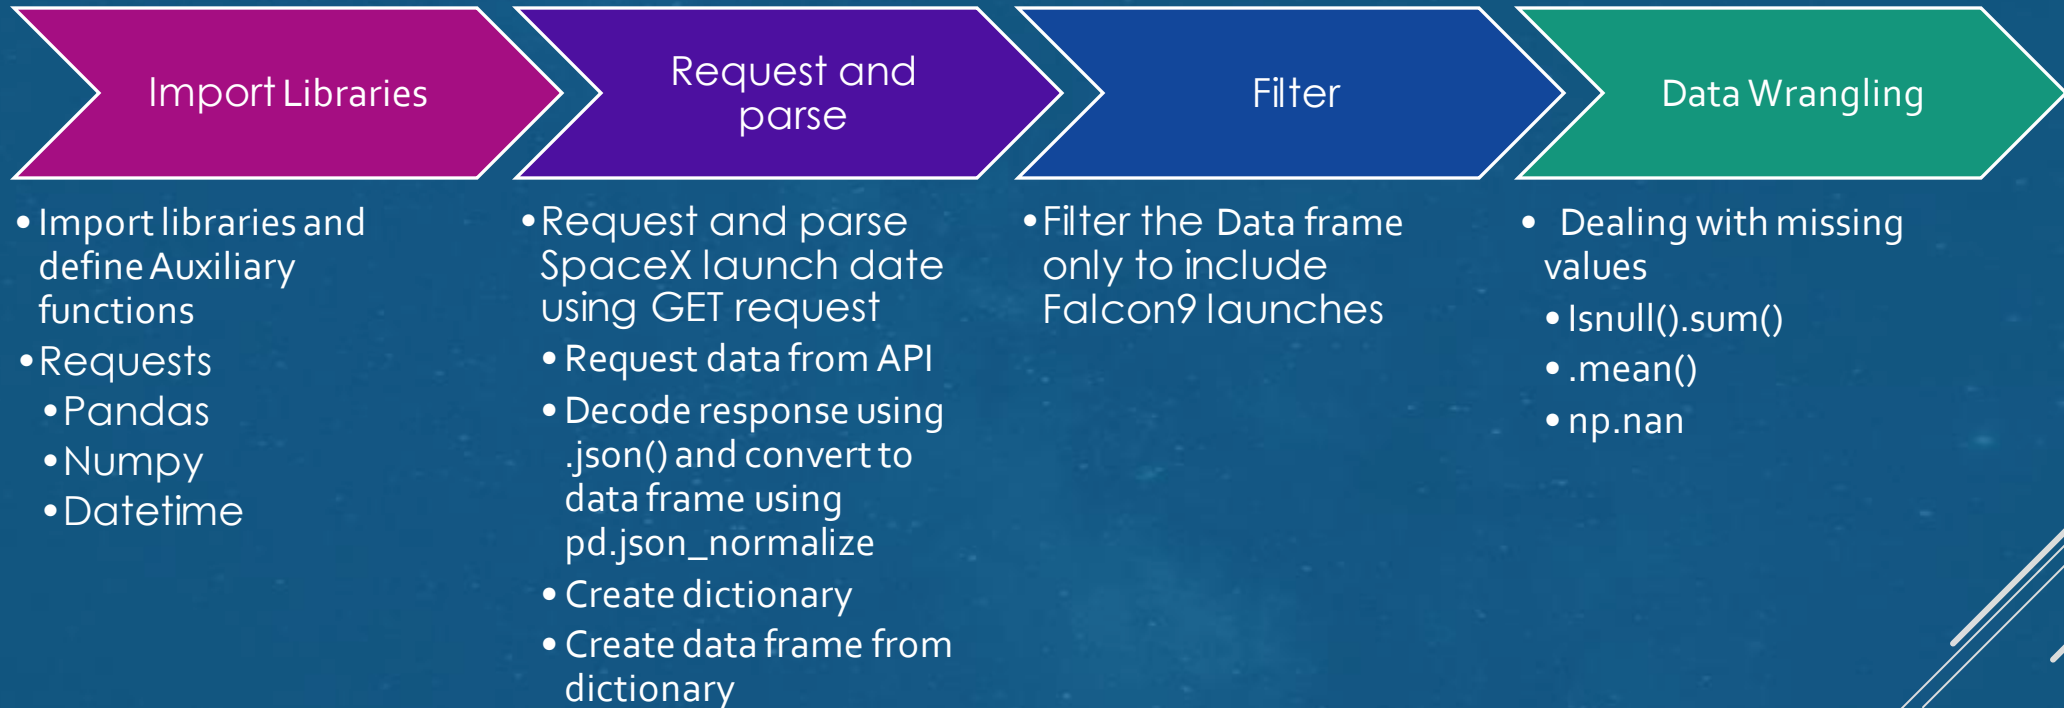 Import Libraries
Request and
parse
Filter
Data Wrangling
•Import libraries and
define Auxiliary
functions
•Requests
•Pandas
•Numpy
•Datetime
•Request and parse
SpaceX launch date
using GET request
•Request data from API
•Decode response using
.json() and convert to
data frame using
pd.json_normalize
•Create dictionary
•Create data frame from
dictionary
•Filter the Data frame
only to include
Falcon9 launches
• Dealing with missing
values
•Isnull().sum()
•.mean()
•np.nan